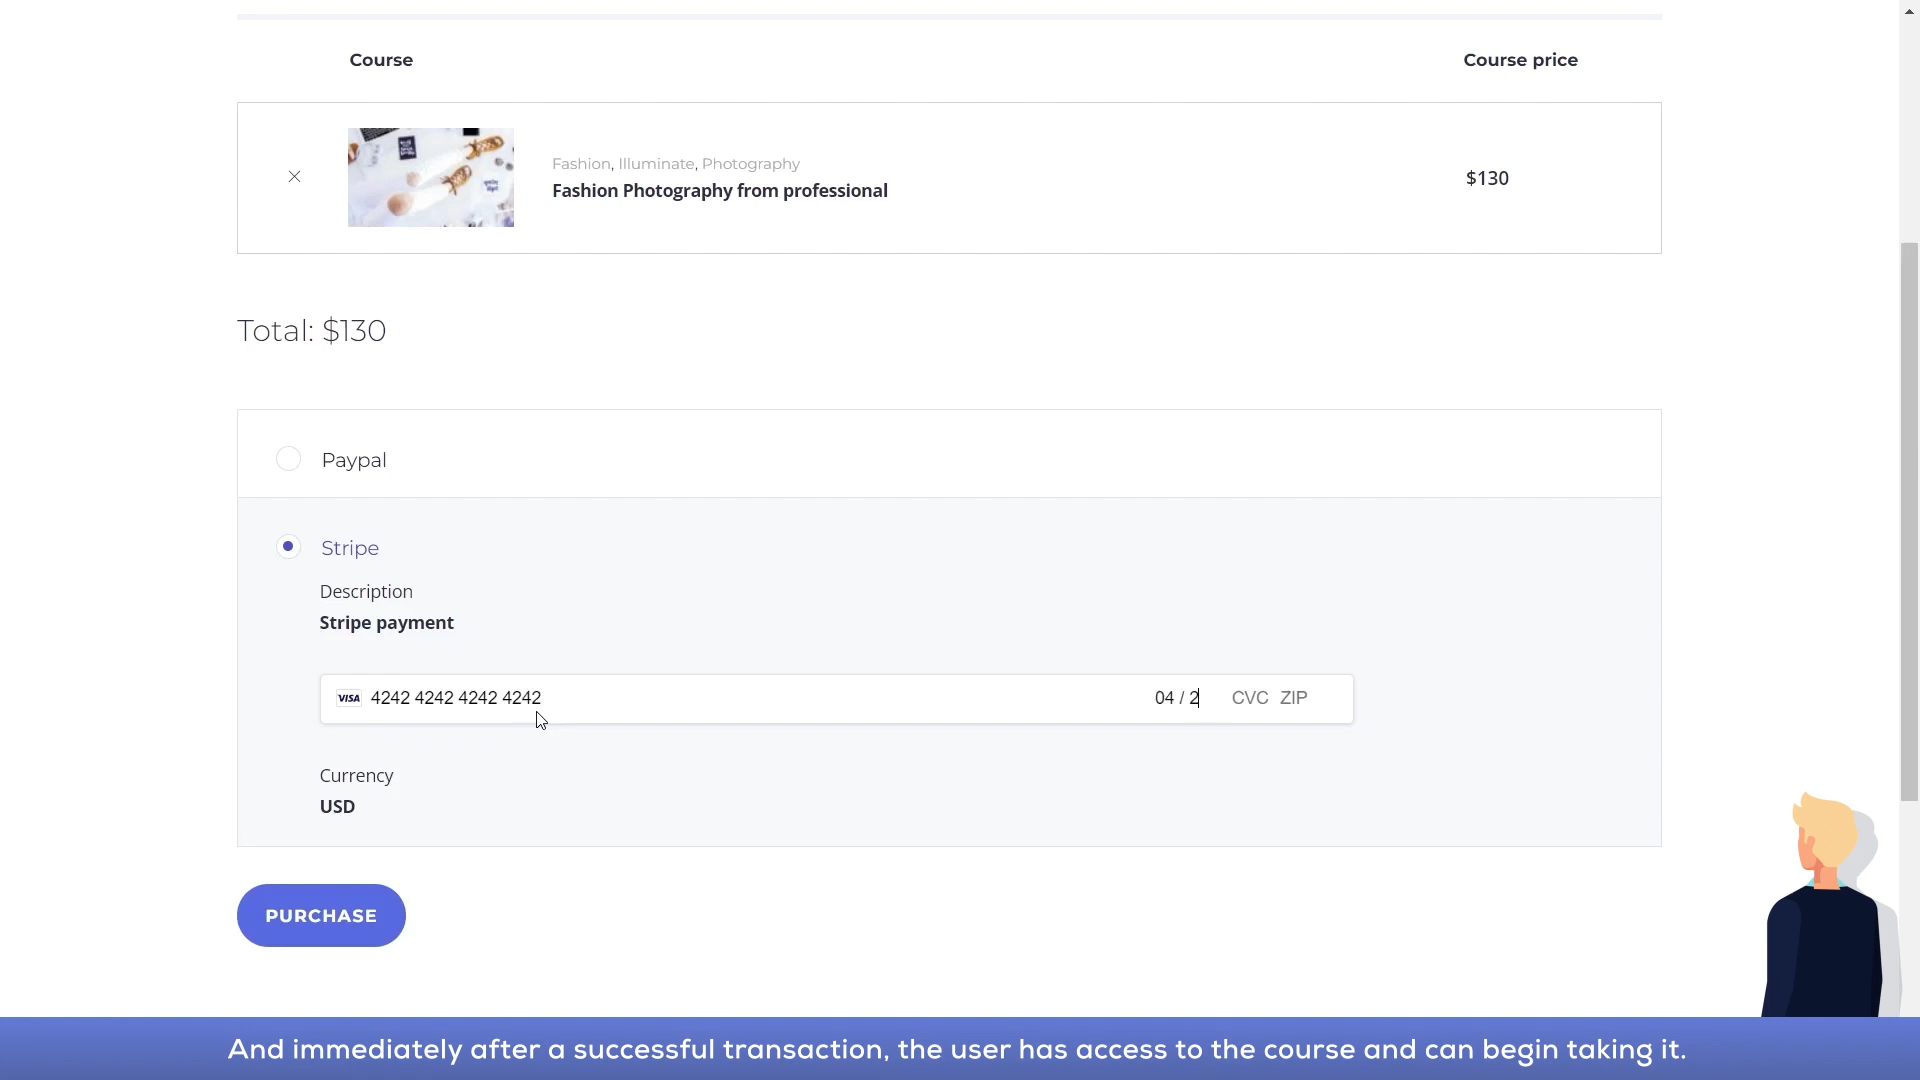 Course
Course price
Fashion, Illuminate, Photography
Fashion Photography from professional
$130
Total: $130
Paypal
Stripe
Description
Stripe payment
VISA 4242 4242 4242 4242 04 / 2 CVC ZIP
Currency
USD
PURCHASE
And immediately after a successful transaction, the user has access to the course and can begin taking it.